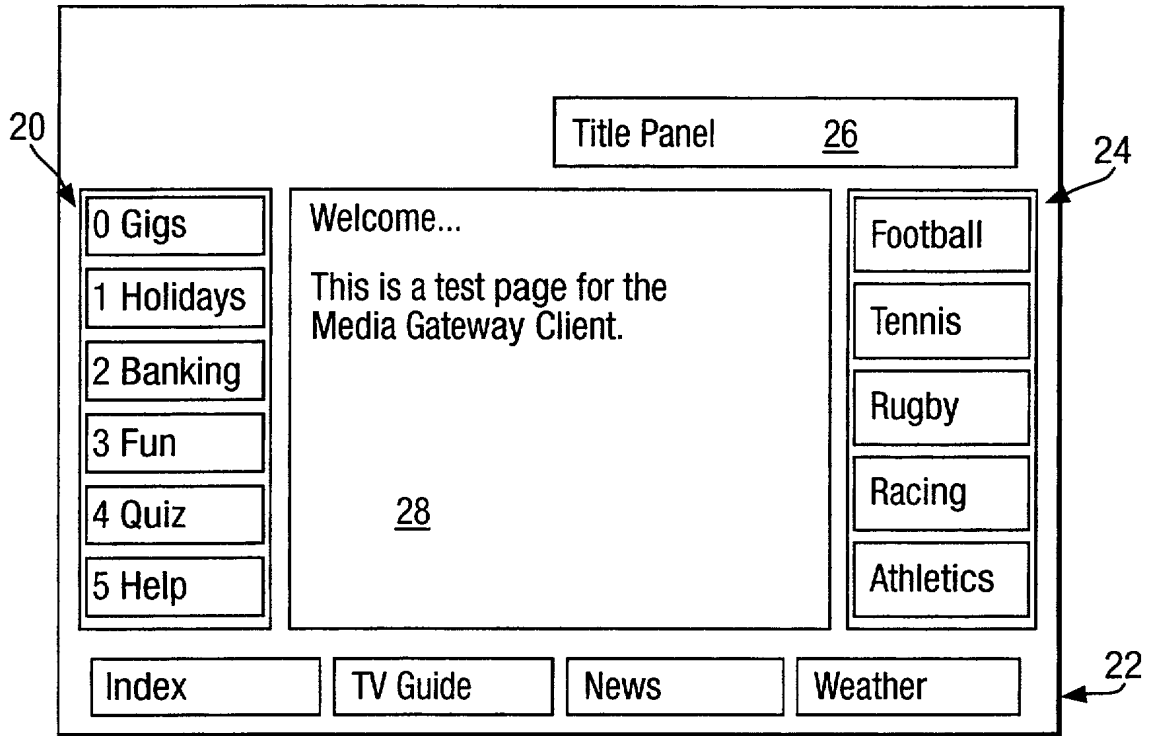 Title Panel 26
20
24
0 Gigs
1 Holidays
2 Banking
3 Fun
4 Quiz
5 Help
Welcome...
This is a test page for the
Media Gateway Client.
28
Football
Tennis
Rugby
Racing
Athletics
Index
TV Guide
News
Weather
22